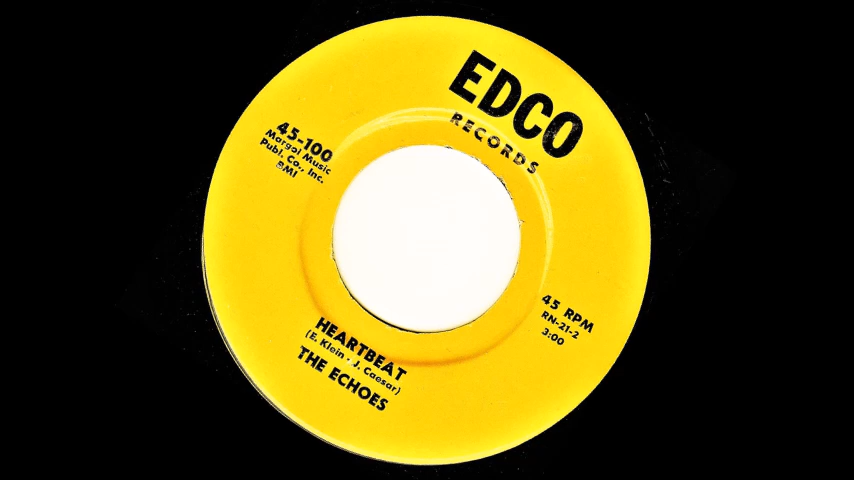 EDCO
RECORDS
45-100
Margol Music
Publ. Co., Inc.
BMI
45 RPM
RN-21-2
3:00
HEARTBEAT
(E. Klein - J. Caesar)
THE ECHOES